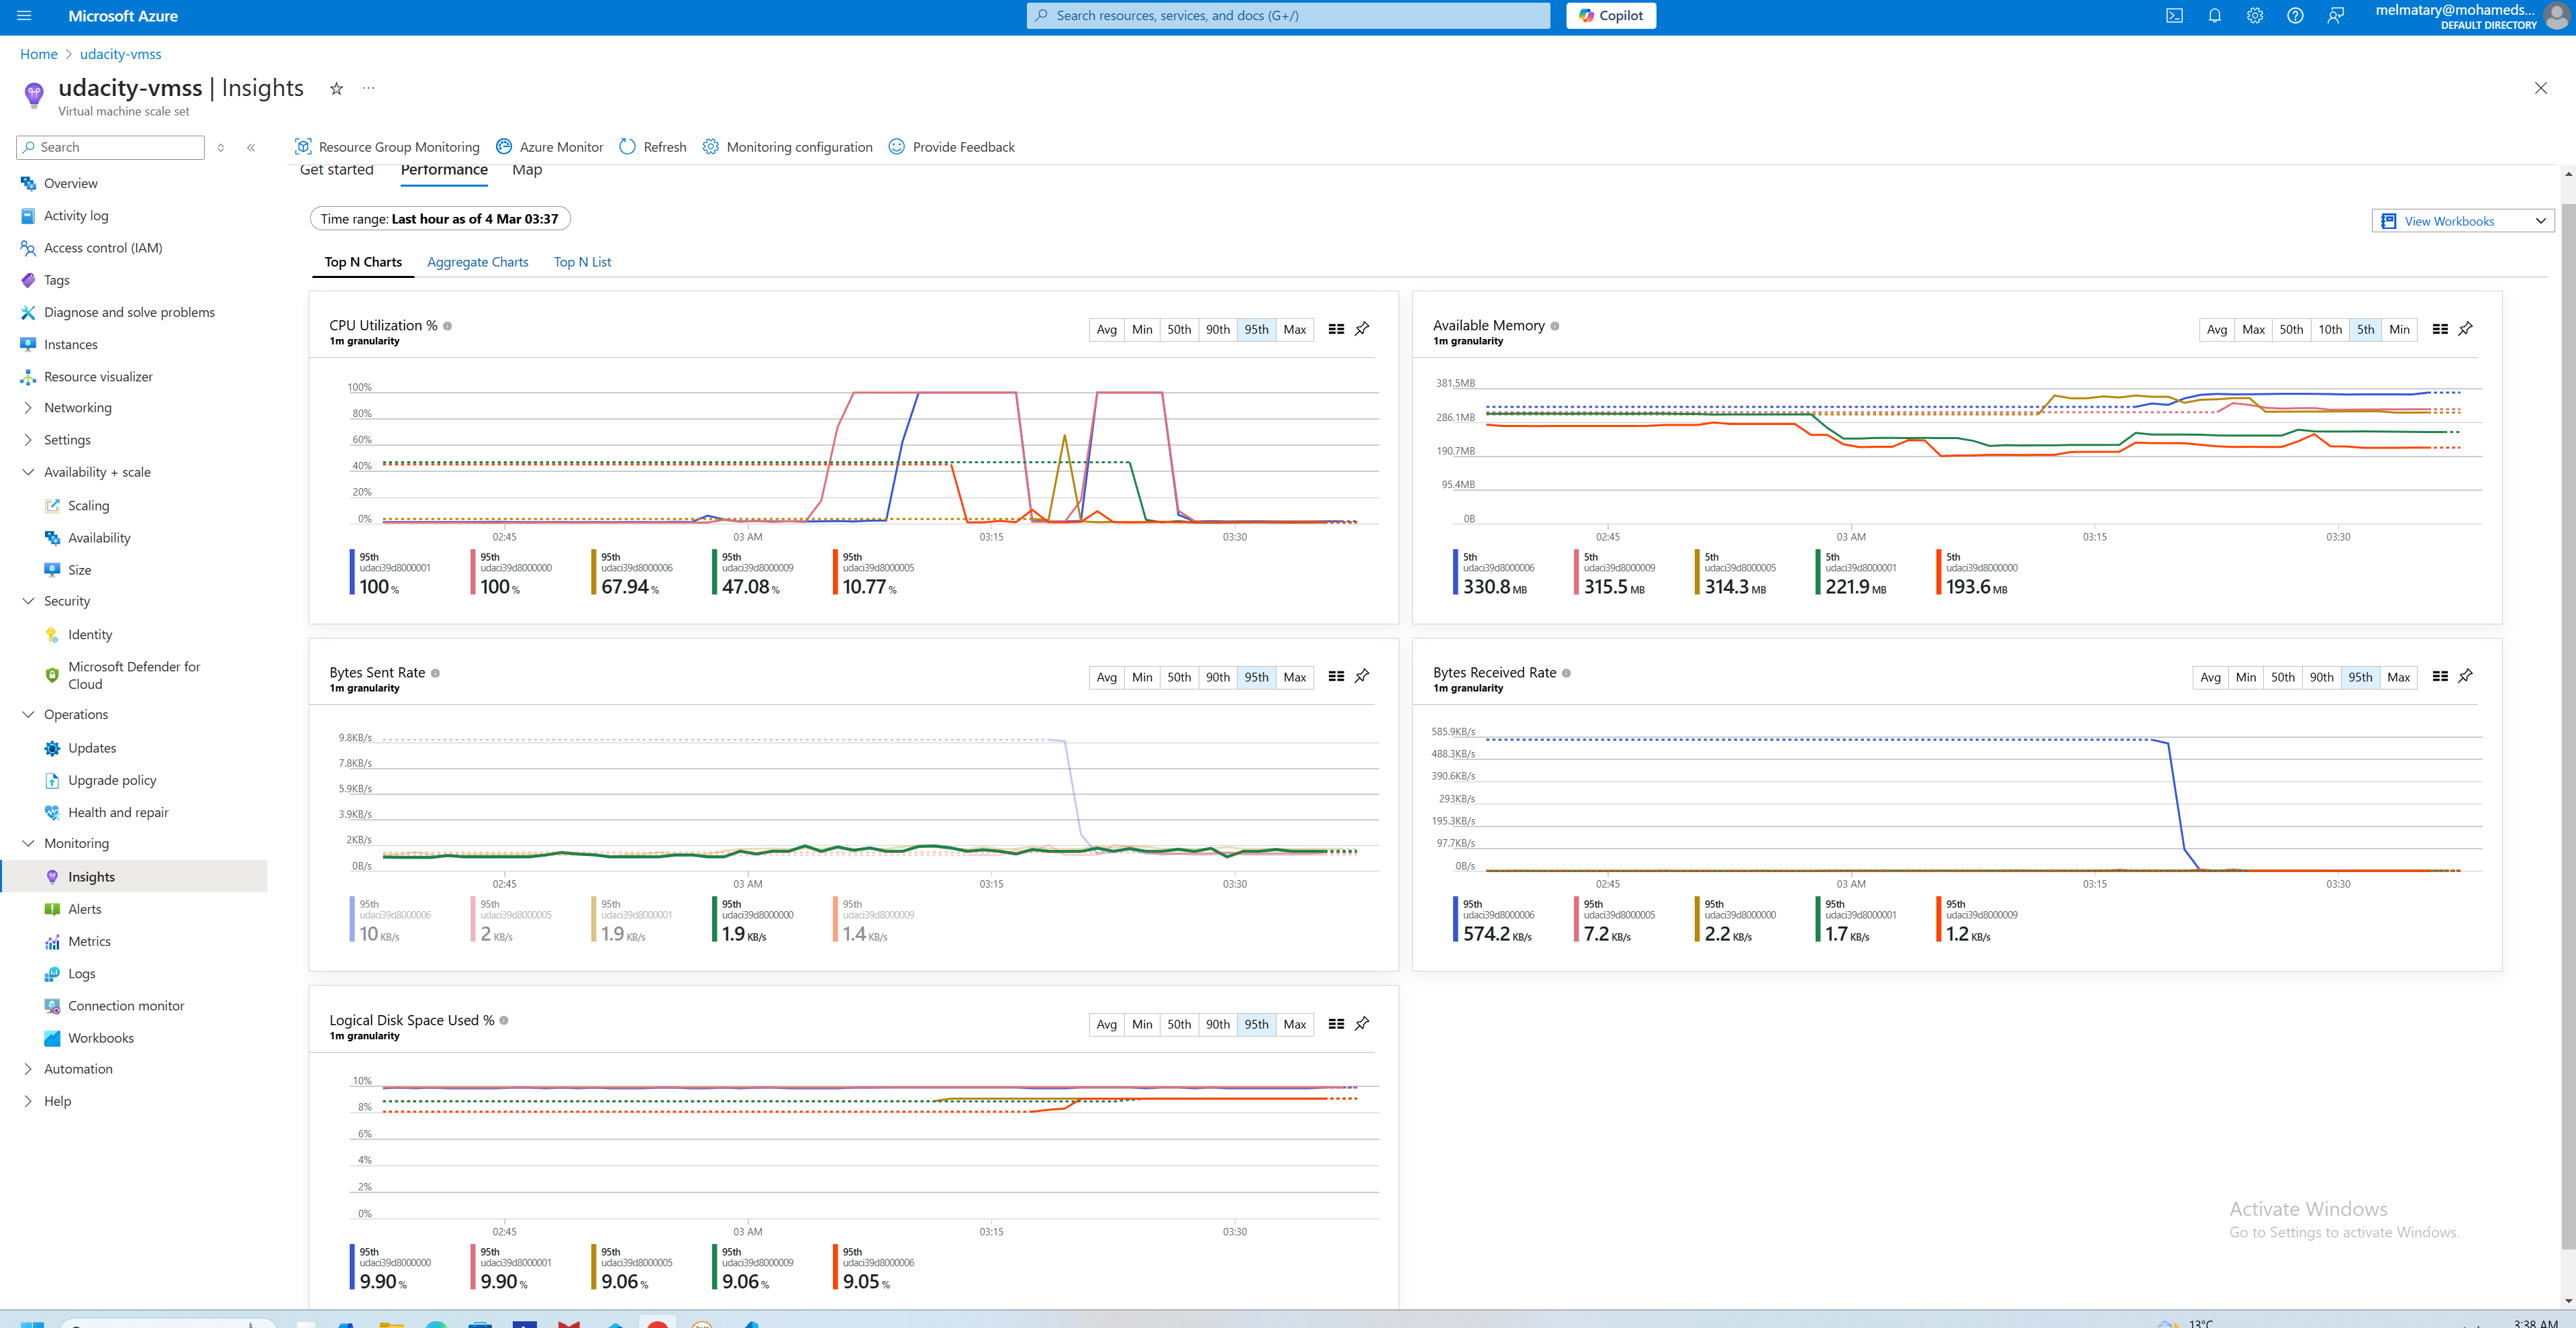 Microsoft Azure
Search resources, services, and docs (G+/)
Copilot
melmatary@mohameds...
DEFAULT DIRECTORY
Home > udacity-vmss
udacity-vmss | Insights
Virtual machine scale set
Search
Resource Group Monitoring
Azure Monitor
Refresh
Monitoring configuration
Provide Feedback
Overview
Activity log
Access control (IAM)
Tags
Diagnose and solve problems
Instances
Resource visualizer
Networking
Settings
Availability + scale
Scaling
Availability
Size
Security
Identity
Microsoft Defender for
Cloud
Operations
Updates
Upgrade policy
Health and repair
Monitoring
Insights
Alerts
Metrics
Logs
Connection monitor
Workbooks
Automation
Help
Get started Performance Map
Time range: Last hour as of 4 Mar 03:37
View Workbooks
Top N Charts Aggregate Charts Top N List
CPU Utilization %
1m granularity
Avg Min 50th 90th 95th Max
100%
80%
60%
40%
20%
0%
02:45 03 AM 03:15 03:30
95th 95th 95th 95th 95th
udaci39d8000001 udaci39d8000000 udaci39d8000006 udaci39d8000009 udaci39d8000005
100 % 100 % 67.94 % 47.08 % 10.77 %
Available Memory
1m granularity
Avg Max 50th 10th 5th Min
381.5MB
286.1MB
190.7MB
95.4MB
0B
02:45 03 AM 03:15 03:30
5th 5th 5th 5th 5th
udaci39d8000006 udaci39d8000009 udaci39d8000005 udaci39d8000001 udaci39d8000000
330.8 MB 315.5 MB 314.3 MB 221.9 MB 193.6 MB
Bytes Sent Rate
1m granularity
Avg Min 50th 90th 95th Max
9.8KB/s
7.8KB/s
5.9KB/s
3.9KB/s
2KB/s
0B/s
02:45 03 AM 03:15 03:30
95th 95th 95th 95th 95th
udaci39d8000006 udaci39d8000005 udaci39d8000001 udaci39d8000000 udaci39d8000009
10 KB/s 2 KB/s 1.9 KB/s 1.9 KB/s 1.4 KB/s
Bytes Received Rate
1m granularity
Avg Min 50th 90th 95th Max
585.9KB/s
488.3KB/s
390.6KB/s
293KB/s
195.3KB/s
97.7KB/s
0B/s
02:45 03 AM 03:15 03:30
95th 95th 95th 95th 95th
udaci39d8000006 udaci39d8000005 udaci39d8000000 udaci39d8000001 udaci39d8000009
574.2 KB/s 7.2 KB/s 2.2 KB/s 1.7 KB/s 1.2 KB/s
Logical Disk Space Used %
1m granularity
Avg Min 50th 90th 95th Max
10%
8%
6%
4%
2%
0%
02:45 03 AM 03:15 03:30
95th 95th 95th 95th 95th
udaci39d8000000 udaci39d8000001 udaci39d8000005 udaci39d8000009 udaci39d8000006
9.90 % 9.90 % 9.06 % 9.06 % 9.05 %
Activate Windows
Go to Settings to activate Windows.
13°C
3:38 AM